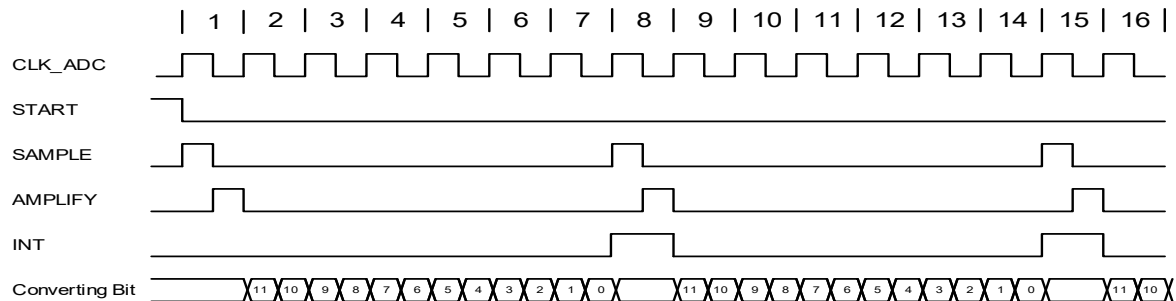 1 2 3 4 5 6 7 8 9 10 11 12 13 14 15 16
CLK_ADC
START
SAMPLE
AMPLIFY
INT
Converting Bit 11 10 9 8 7 6 5 4 3 2 1 0 11 10 9 8 7 6 5 4 3 2 1 0 11 10